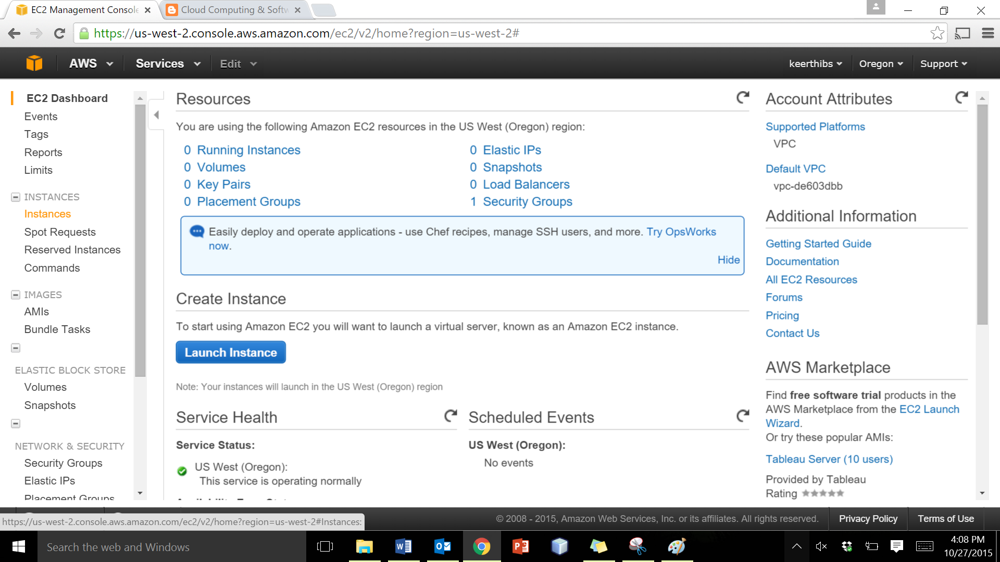 EC2 Management Console
Cloud Computing & Softw
https://us-west-2.console.aws.amazon.com/ec2/v2/home?region=us-west-2#
AWS
Services
Edit
keerthibs
Oregon
Support
EC2 Dashboard
Events
Tags
Reports
Limits
INSTANCES
Instances
Spot Requests
Reserved Instances
Commands
IMAGES
AMIs
Bundle Tasks
ELASTIC BLOCK STORE
Volumes
Snapshots
NETWORK & SECURITY
Security Groups
Elastic IPs
Placement Groups
Resources
You are using the following Amazon EC2 resources in the US West (Oregon) region:
0 Running Instances
0 Elastic IPs
0 Volumes
0 Snapshots
0 Key Pairs
0 Load Balancers
0 Placement Groups
1 Security Groups
Easily deploy and operate applications - use Chef recipes, manage SSH users, and more. Try OpsWorks
now.
Hide
Create Instance
To start using Amazon EC2 you will want to launch a virtual server, known as an Amazon EC2 instance.
Launch Instance
Note: Your instances will launch in the US West (Oregon) region
Service Health
Service Status:
US West (Oregon):
This service is operating normally
Scheduled Events
US West (Oregon):
No events
Account Attributes
Supported Platforms
VPC
Default VPC
vpc-de603dbb
Additional Information
Getting Started Guide
Documentation
All EC2 Resources
Forums
Pricing
Contact Us
AWS Marketplace
Find free software trial products in the
AWS Marketplace from the EC2 Launch
Wizard.
Or try these popular AMIs:
Tableau Server (10 users)
Provided by Tableau
Rating
https://us-west-2.console.aws.amazon.com/ec2/v2/home?region=us-west-2#Instances:
© 2008 - 2015, Amazon Web Services, Inc. or its affiliates. All rights reserved.
Privacy Policy
Terms of Use
Search the web and Windows
4:08 PM
10/27/2015